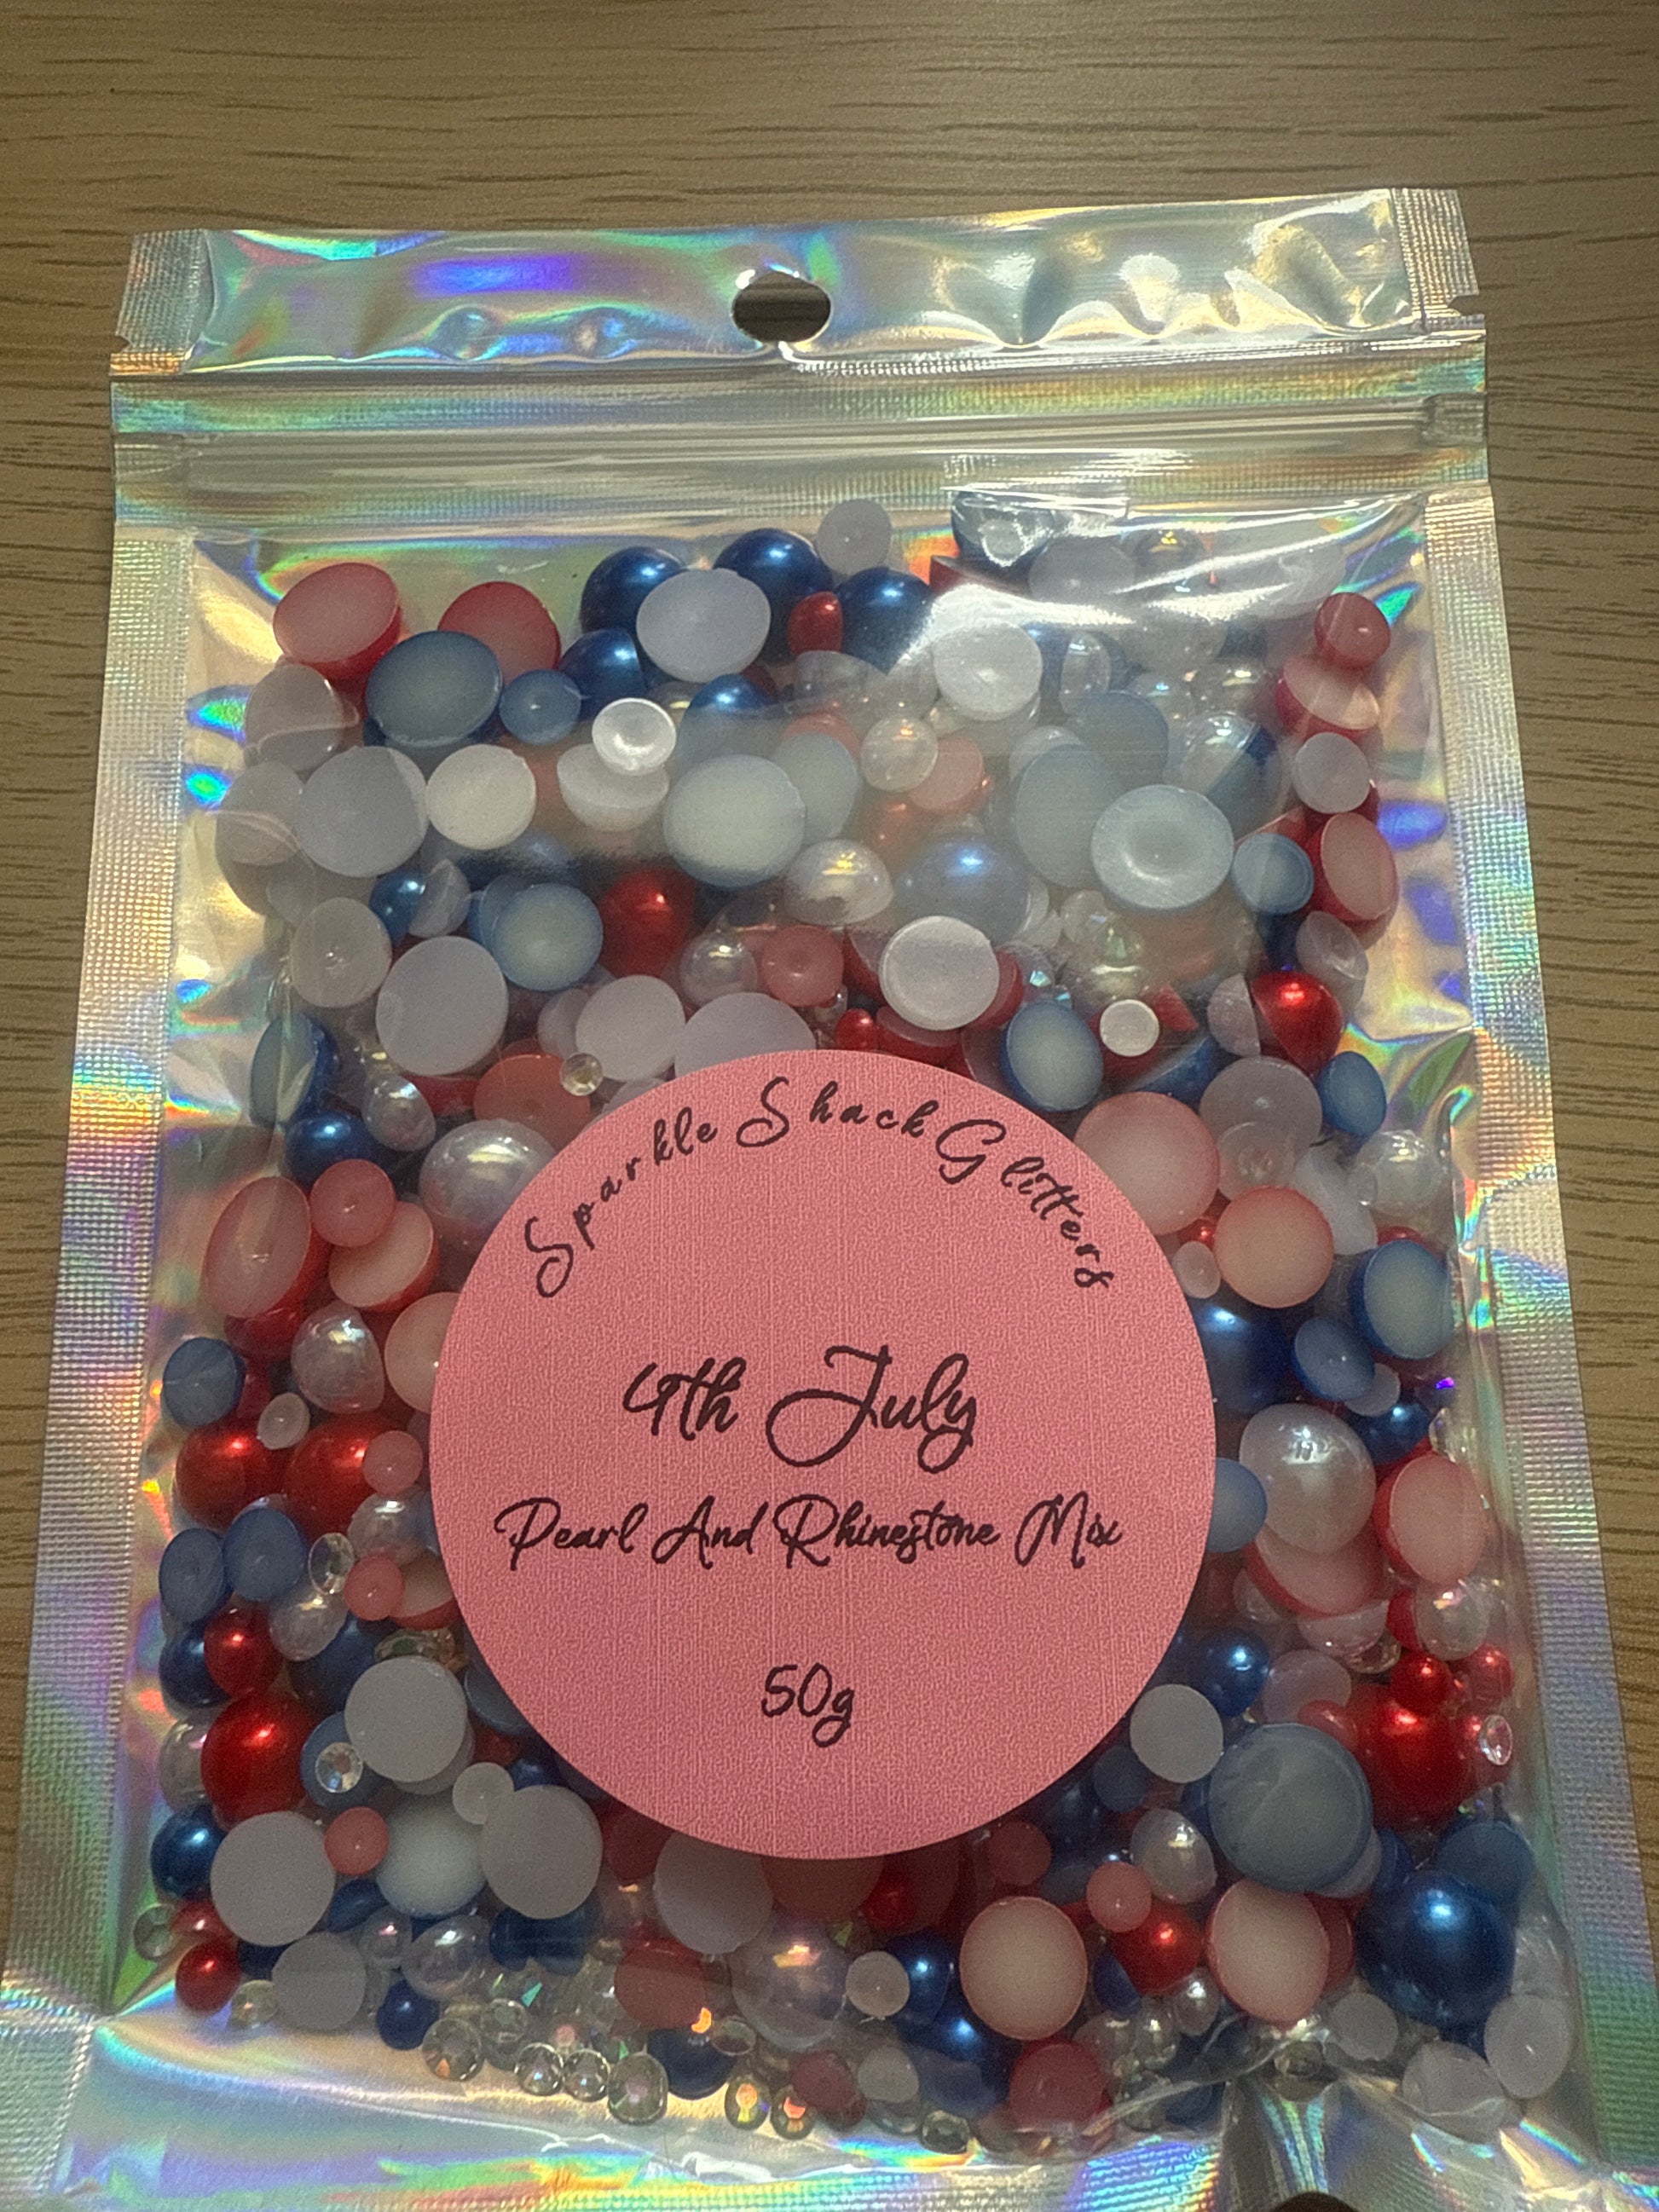 Sparkle Shack Glitters
4th July
Pearl And Rhinestone Mix
50g